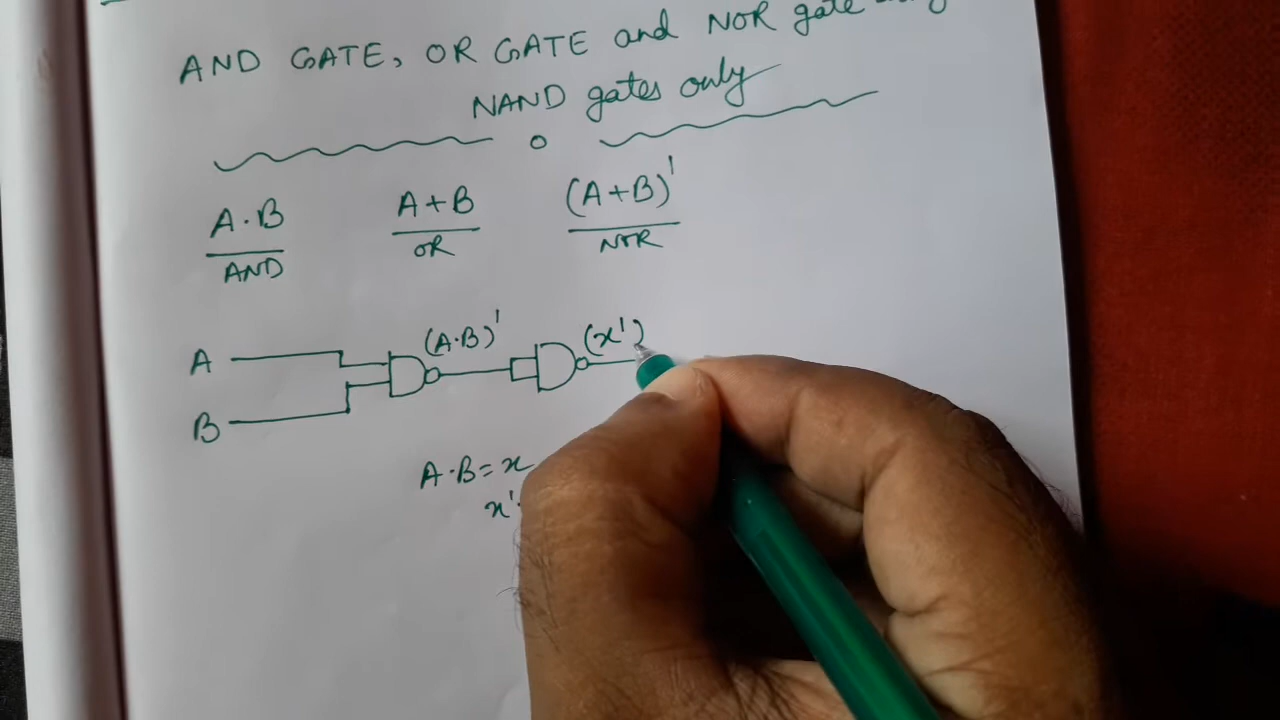 AND GATE, OR GATE and NOR gate
NAND gates only
A·B A+B (A+B)'
AND OR NOR
(A·B)' (x')
A
B
A·B=x
x'